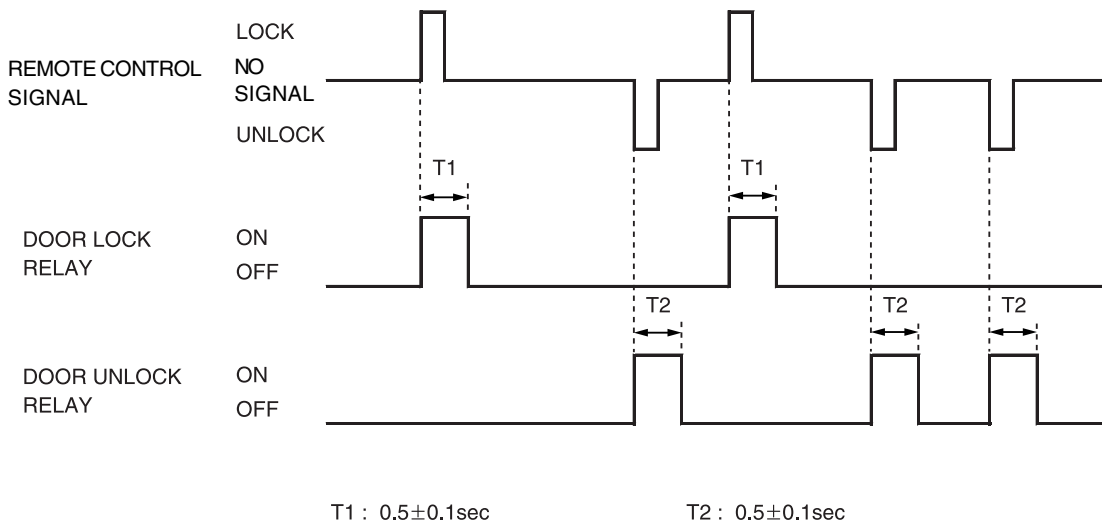 LOCK
REMOTE CONTROL SIGNAL
NO SIGNAL
UNLOCK
T1
T1
DOOR LOCK RELAY
ON
OFF
T2
T2
T2
DOOR UNLOCK RELAY
ON
OFF
T1 : 0.5±0.1sec
T2 : 0.5±0.1sec